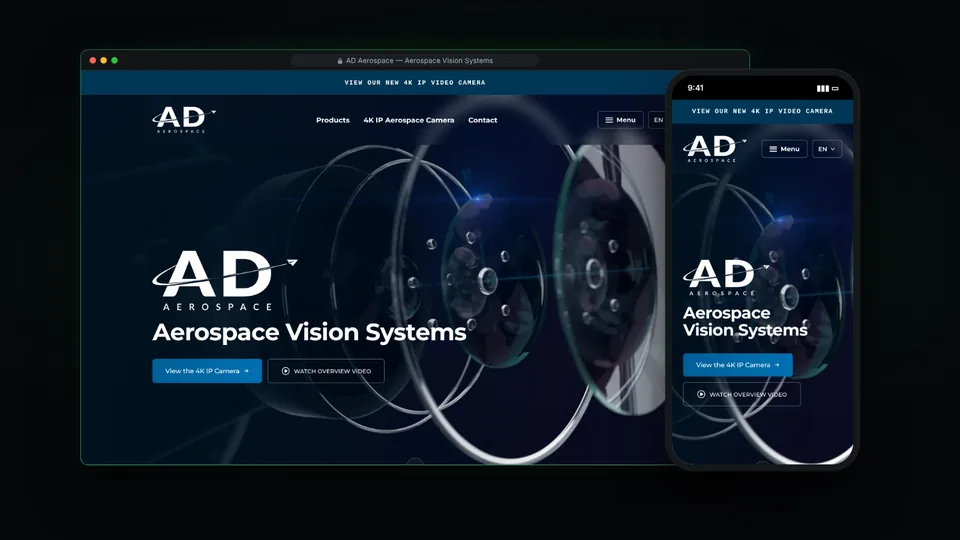 AD Aerospace — Aerospace Vision Systems
VIEW OUR NEW 4K IP VIDEO CAMERA
AD
AEROSPACE
Products
4K IP Aerospace Camera
Contact
Menu
EN
AD
AEROSPACE
Aerospace Vision Systems
View the 4K IP Camera →
WATCH OVERVIEW VIDEO
9:41
VIEW OUR NEW 4K IP VIDEO CAMERA
AD
AEROSPACE
Menu
EN
AD
AEROSPACE
Aerospace
Vision Systems
View the 4K IP Camera →
WATCH OVERVIEW VIDEO